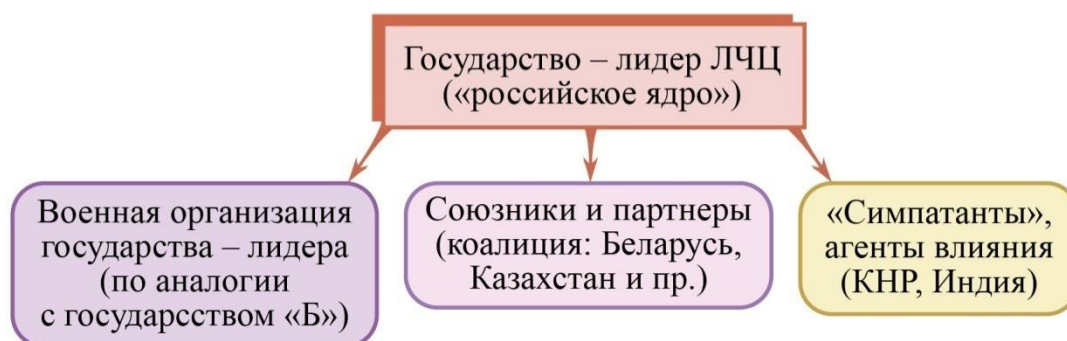 Государство – лидер ЛЧЦ
(«российское ядро»)
Военная организация
государства – лидера
(по аналогии
с государсством «Б»)
Союзники и партнеры
(коалиция: Беларусь,
Казахстан и пр.)
«Симпатанты»,
агенты влияния
(КНР, Индия)